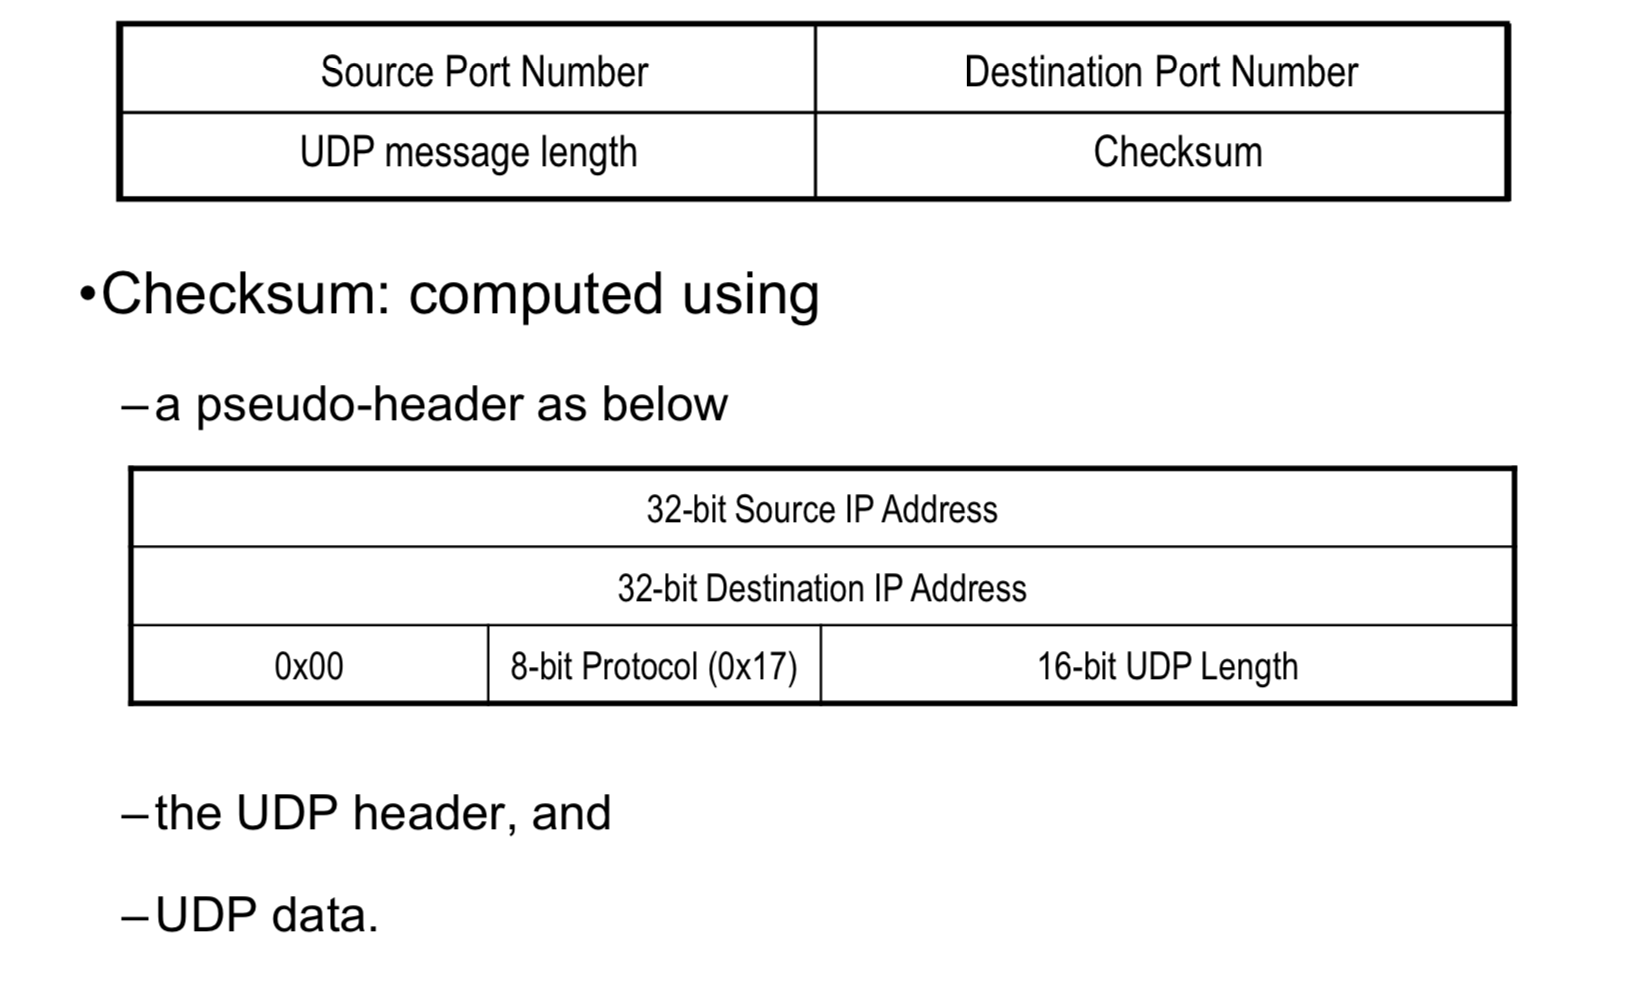 Source Port Number Destination Port Number
UDP message length Checksum
•Checksum: computed using
–a pseudo-header as below
32-bit Source IP Address
32-bit Destination IP Address
0x00 8-bit Protocol (0x17) 16-bit UDP Length
–the UDP header, and
–UDP data.